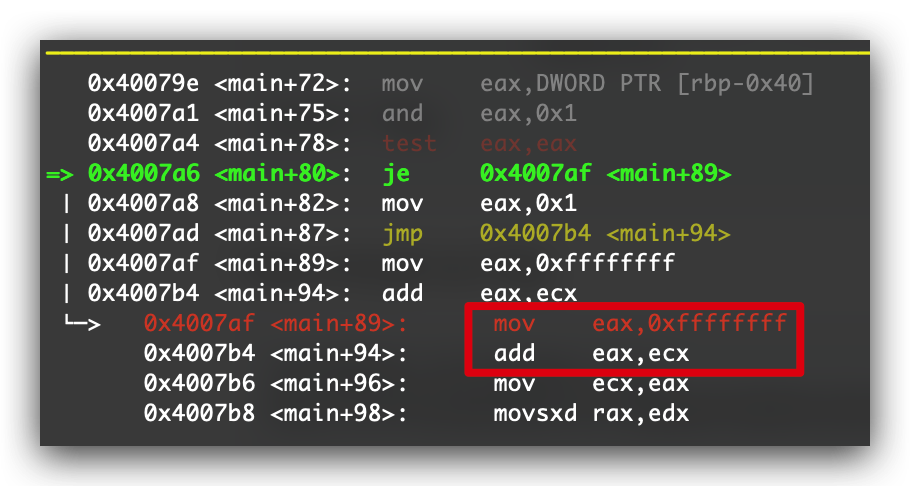 0x40079e <main+72>: mov eax,DWORD PTR [rbp-0x40]
0x4007a1 <main+75>: and eax,0x1
0x4007a4 <main+78>: test eax,eax
=> 0x4007a6 <main+80>: je 0x4007af <main+89>
| 0x4007a8 <main+82>: mov eax,0x1
| 0x4007ad <main+87>: jmp 0x4007b4 <main+94>
| 0x4007af <main+89>: mov eax,0xffffffff
| 0x4007b4 <main+94>: add eax,ecx
└─> 0x4007af <main+89>: mov eax,0xffffffff
0x4007b4 <main+94>: add eax,ecx
0x4007b6 <main+96>: mov ecx,eax
0x4007b8 <main+98>: movsxd rax,edx